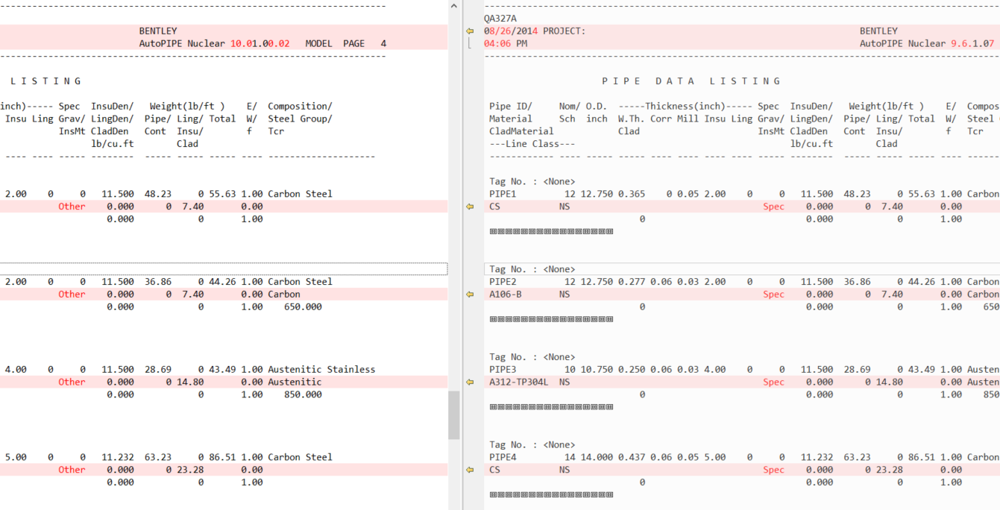 -----------------------------------------------------------------------
BENTLEY
AutoPIPE Nuclear 10.01.00.02 MODEL PAGE 4
-----------------------------------------------------------------------
L I S T I N G
inch)----- Spec InsuDen/ Weight(lb/ft ) E/ Composition/
Insu Ling Grav/ LingDen/ Pipe/ Ling/ Total W/ Steel Group/
InsMt CladDen Cont Insu/ f Tcr
lb/cu.ft Clad
---- ---- ----- -------- ----- ----- ----- ---- --------------------
2.00 0 0 11.500 48.23 0 55.63 1.00 Carbon Steel
Other 0.000 0 7.40 0.00
0.000 0 1.00
2.00 0 0 11.500 36.86 0 44.26 1.00 Carbon Steel
Other 0.000 0 7.40 0.00 Carbon
0.000 0 1.00 650.000
4.00 0 0 11.500 28.69 0 43.49 1.00 Austenitic Stainless
Other 0.000 0 14.80 0.00 Austenitic
0.000 0 1.00 850.000
5.00 0 0 11.232 63.23 0 86.51 1.00 Carbon Steel
Other 0.000 0 23.28 0.00
0.000 0 1.00
-----------------------------------------------------------------------
QA327A
08/26/2014 PROJECT: BENTLEY
04:06 PM AutoPIPE Nuclear 9.6.1.07
-----------------------------------------------------------------------
P I P E D A T A L I S T I N G
Pipe ID/ Nom/ O.D. -----Thickness(inch)----- Spec InsuDen/ Weight(lb/ft ) E/ Compos
Material Sch inch W.Th. Corr Mill Insu Ling Grav/ LingDen/ Pipe/ Ling/ Total W/ Steel
CladMaterial Clad InsMt CladDen Cont Insu/ f Tcr
---Line Class--- lb/cu.ft Clad
------------ ---- ----- ----- ---- ---- ---- ---- ----- -------- ----- ----- ----- ---- ------
Tag No. : <None>
PIPE1 12 12.750 0.365 0 0.05 2.00 0 0 11.500 48.23 0 55.63 1.00 Carbon
CS NS Spec 0.000 0 7.40 0.00
0 0.000 0 1.00
Tag No. : <None>
PIPE2 12 12.750 0.277 0.06 0.03 2.00 0 0 11.500 36.86 0 44.26 1.00 Carbon
A106-B NS Spec 0.000 0 7.40 0.00 Carbon
0 0.000 0 1.00 650
Tag No. : <None>
PIPE3 10 10.750 0.250 0.06 0.03 4.00 0 0 11.500 28.69 0 43.49 1.00 Austen
A312-TP304L NS Spec 0.000 0 14.80 0.00 Austen
0 0.000 0 1.00 850
Tag No. : <None>
PIPE4 14 14.000 0.437 0.06 0.05 5.00 0 0 11.232 63.23 0 86.51 1.00 Carbon
CS NS Spec 0.000 0 23.28 0.00
0 0.000 0 1.00